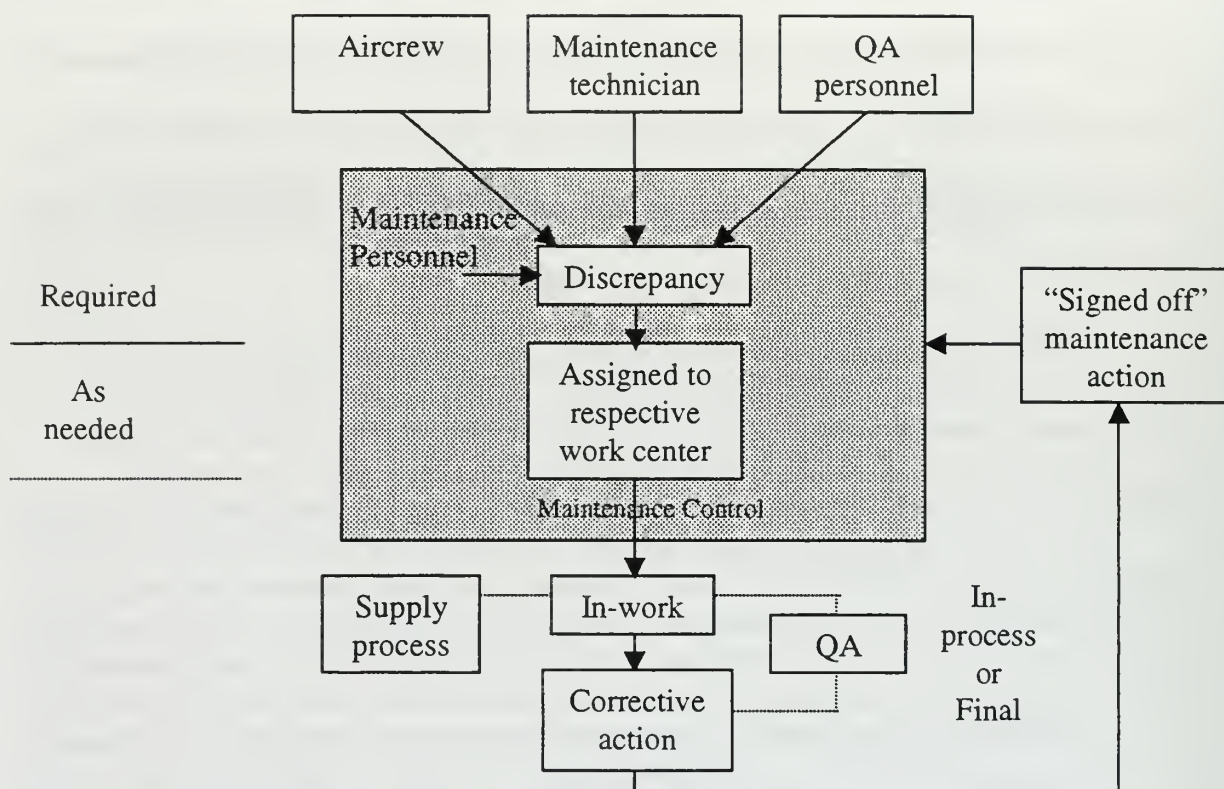 Aircrew
Maintenance
technician
QA
personnel
Maintenance
Personnel
Discrepancy
Required
As
needed
Assigned to
respective
work center
Maintenance Control
“Signed off”
maintenance
action
Supply
process
In-work
QA
In-
process
or
Final
Corrective
action